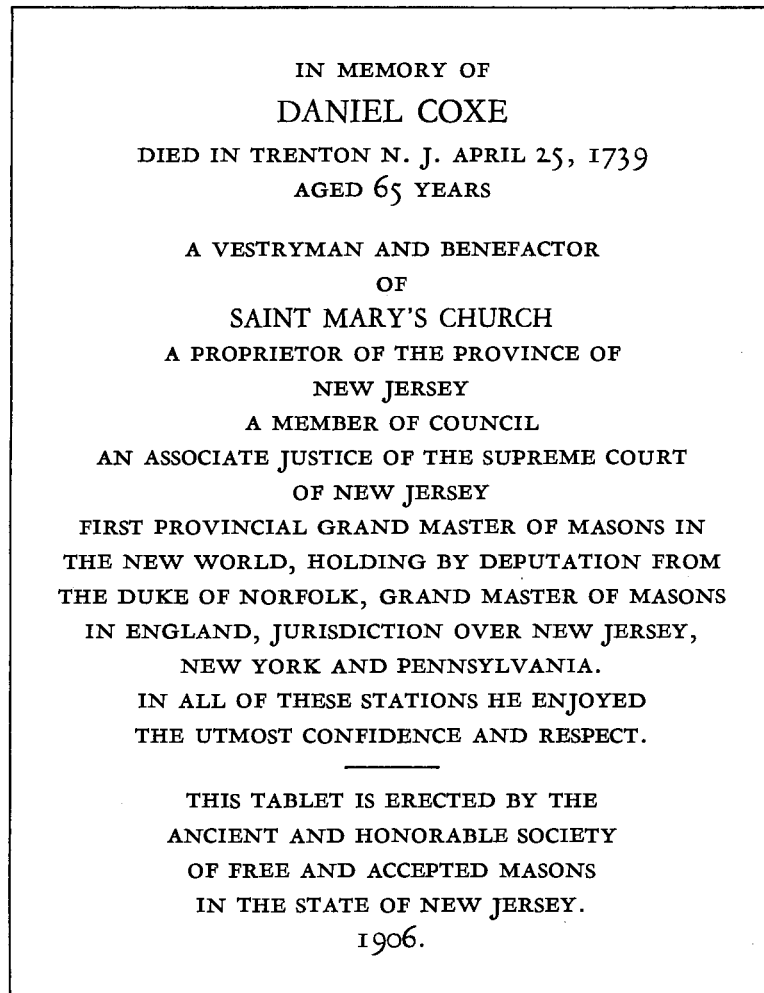 IN MEMORY OF
DANIEL COXE
DIED IN TRENTON N. J. APRIL 25, 1739
AGED 65 YEARS
A VESTRYMAN AND BENEFACTOR
OF
SAINT MARY'S CHURCH
A PROPRIETOR OF THE PROVINCE OF
NEW JERSEY
A MEMBER OF COUNCIL
AN ASSOCIATE JUSTICE OF THE SUPREME COURT
OF NEW JERSEY
FIRST PROVINCIAL GRAND MASTER OF MASONS IN
THE NEW WORLD, HOLDING BY DEPUTATION FROM
THE DUKE OF NORFOLK, GRAND MASTER OF MASONS
IN ENGLAND, JURISDICTION OVER NEW JERSEY,
NEW YORK AND PENNSYLVANIA.
IN ALL OF THESE STATIONS HE ENJOYED
THE UTMOST CONFIDENCE AND RESPECT.
THIS TABLET IS ERECTED BY THE
ANCIENT AND HONORABLE SOCIETY
OF FREE AND ACCEPTED MASONS
IN THE STATE OF NEW JERSEY.
1906.